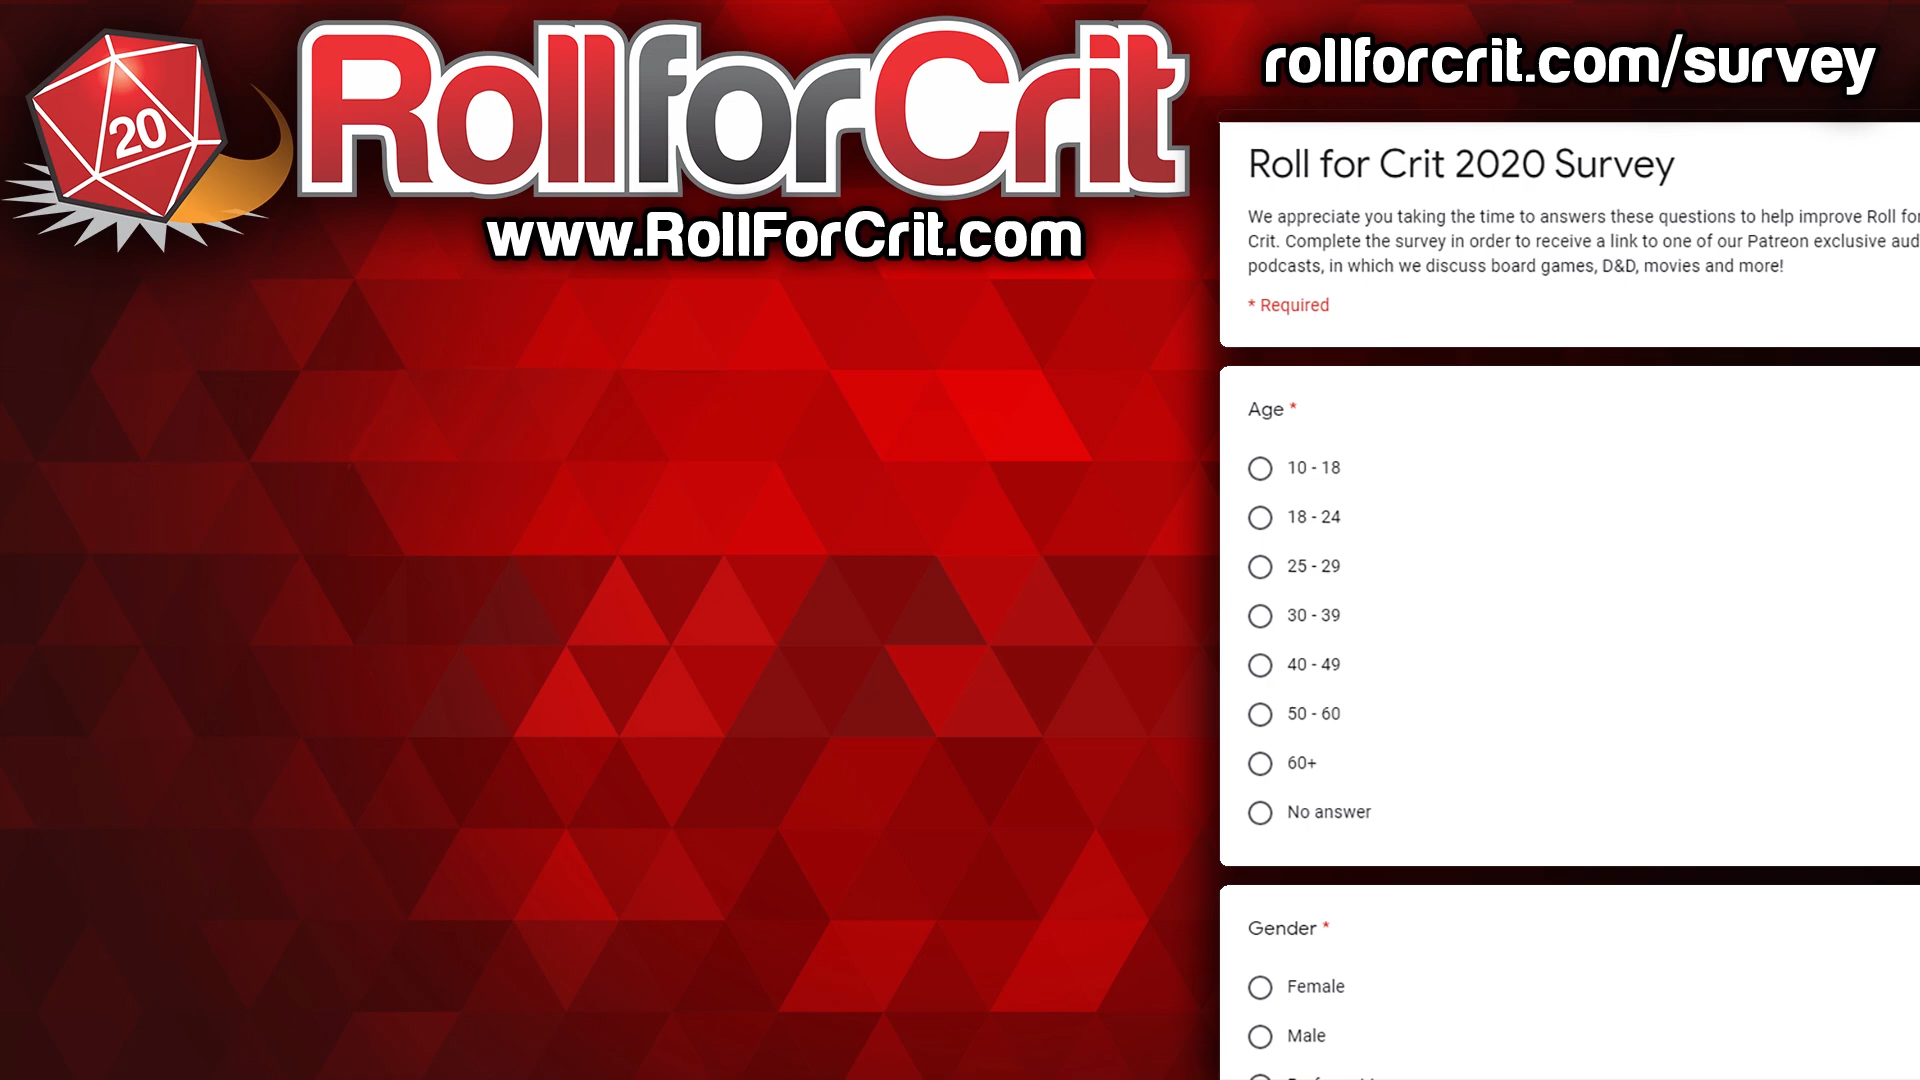 20
RollforCrit
www.RollForCrit.com
rollforcrit.com/survey
Roll for Crit 2020 Survey
We appreciate you taking the time to answers these questions to help improve Roll for
Crit. Complete the survey in order to receive a link to one of our Patreon exclusive
podcasts, in which we discuss board games, D&D, movies and more!
* Required
Age *
10 - 18
18 - 24
25 - 29
30 - 39
40 - 49
50 - 60
60+
No answer
Gender *
Female
Male